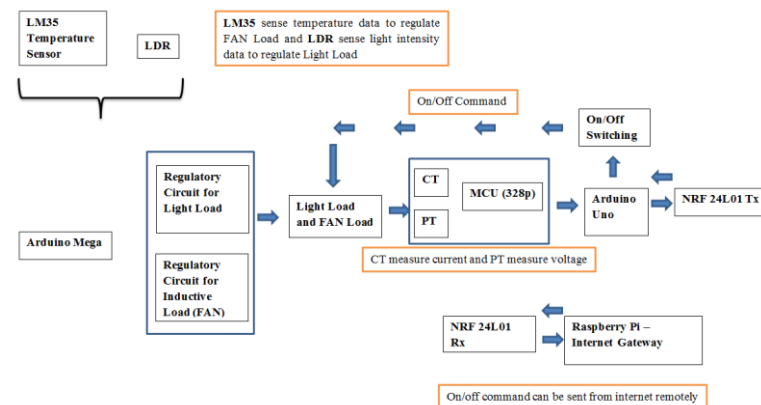 LM35
Temperature
Sensor
LDR
LM35 sense temperature data to regulate
FAN Load and LDR sense light intensity
data to regulate Light Load
On/Off Command
On/Off
Switching
Regulatory
Circuit for
Light Load
Light Load
and FAN Load
CT
PT
MCU (328p)
Arduino
Uno
NRF 24L01 Tx
Arduino Mega
CT measure current and PT measure voltage
Regulatory
Circuit for
Inductive
Load (FAN)
NRF 24L01
Rx
Raspberry Pi –
Internet Gateway
On/off command can be sent from internet remotely